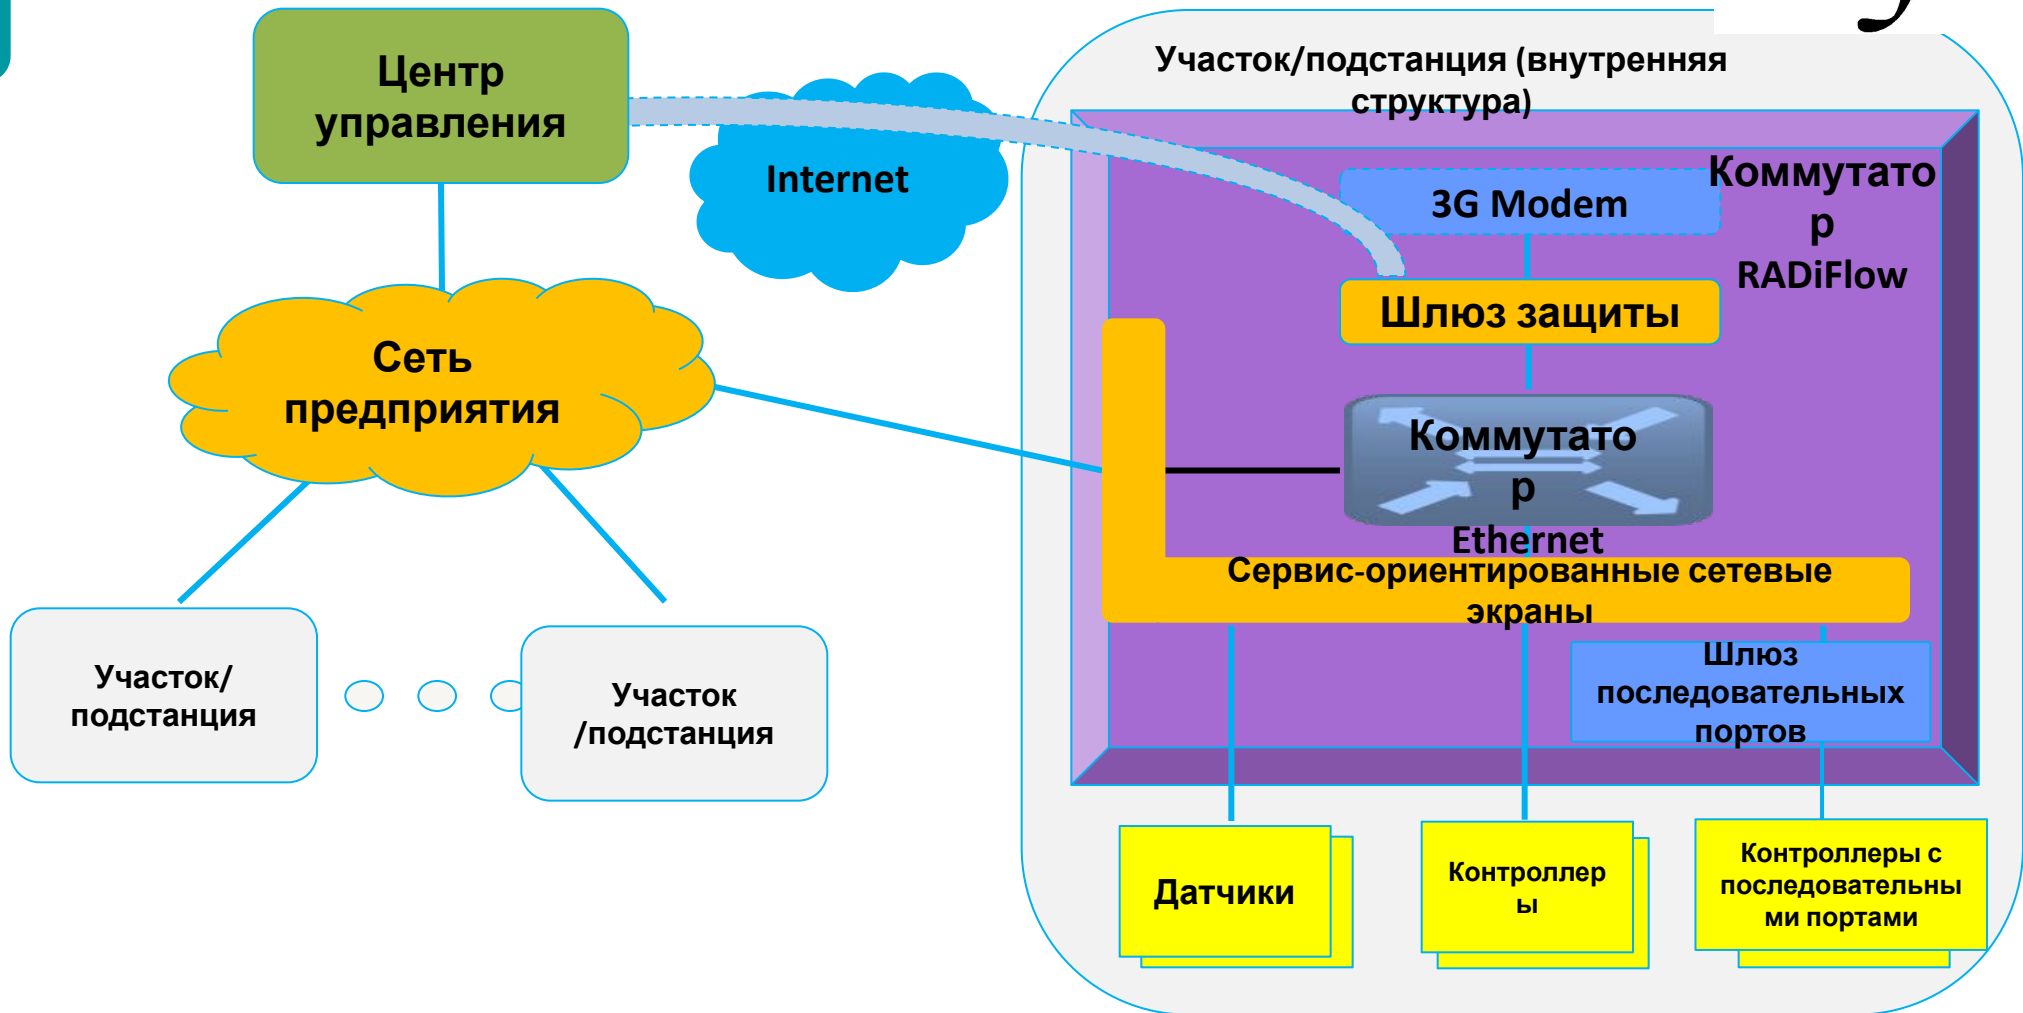 Центр
управления
Internet
Сеть
предприятия
Участок/
подстанция
Участок
/подстанция
Участок/подстанция (внутренняя
структура)
3G Modem
Коммутато
р
RADiFlow
Шлюз защиты
Коммутато
р
Ethernet
Сервис-ориентированные сетевые
экраны
Шлюз
последовательных
портов
Датчики
Контроллер
ы
Контроллеры с
последовательны
ми портами